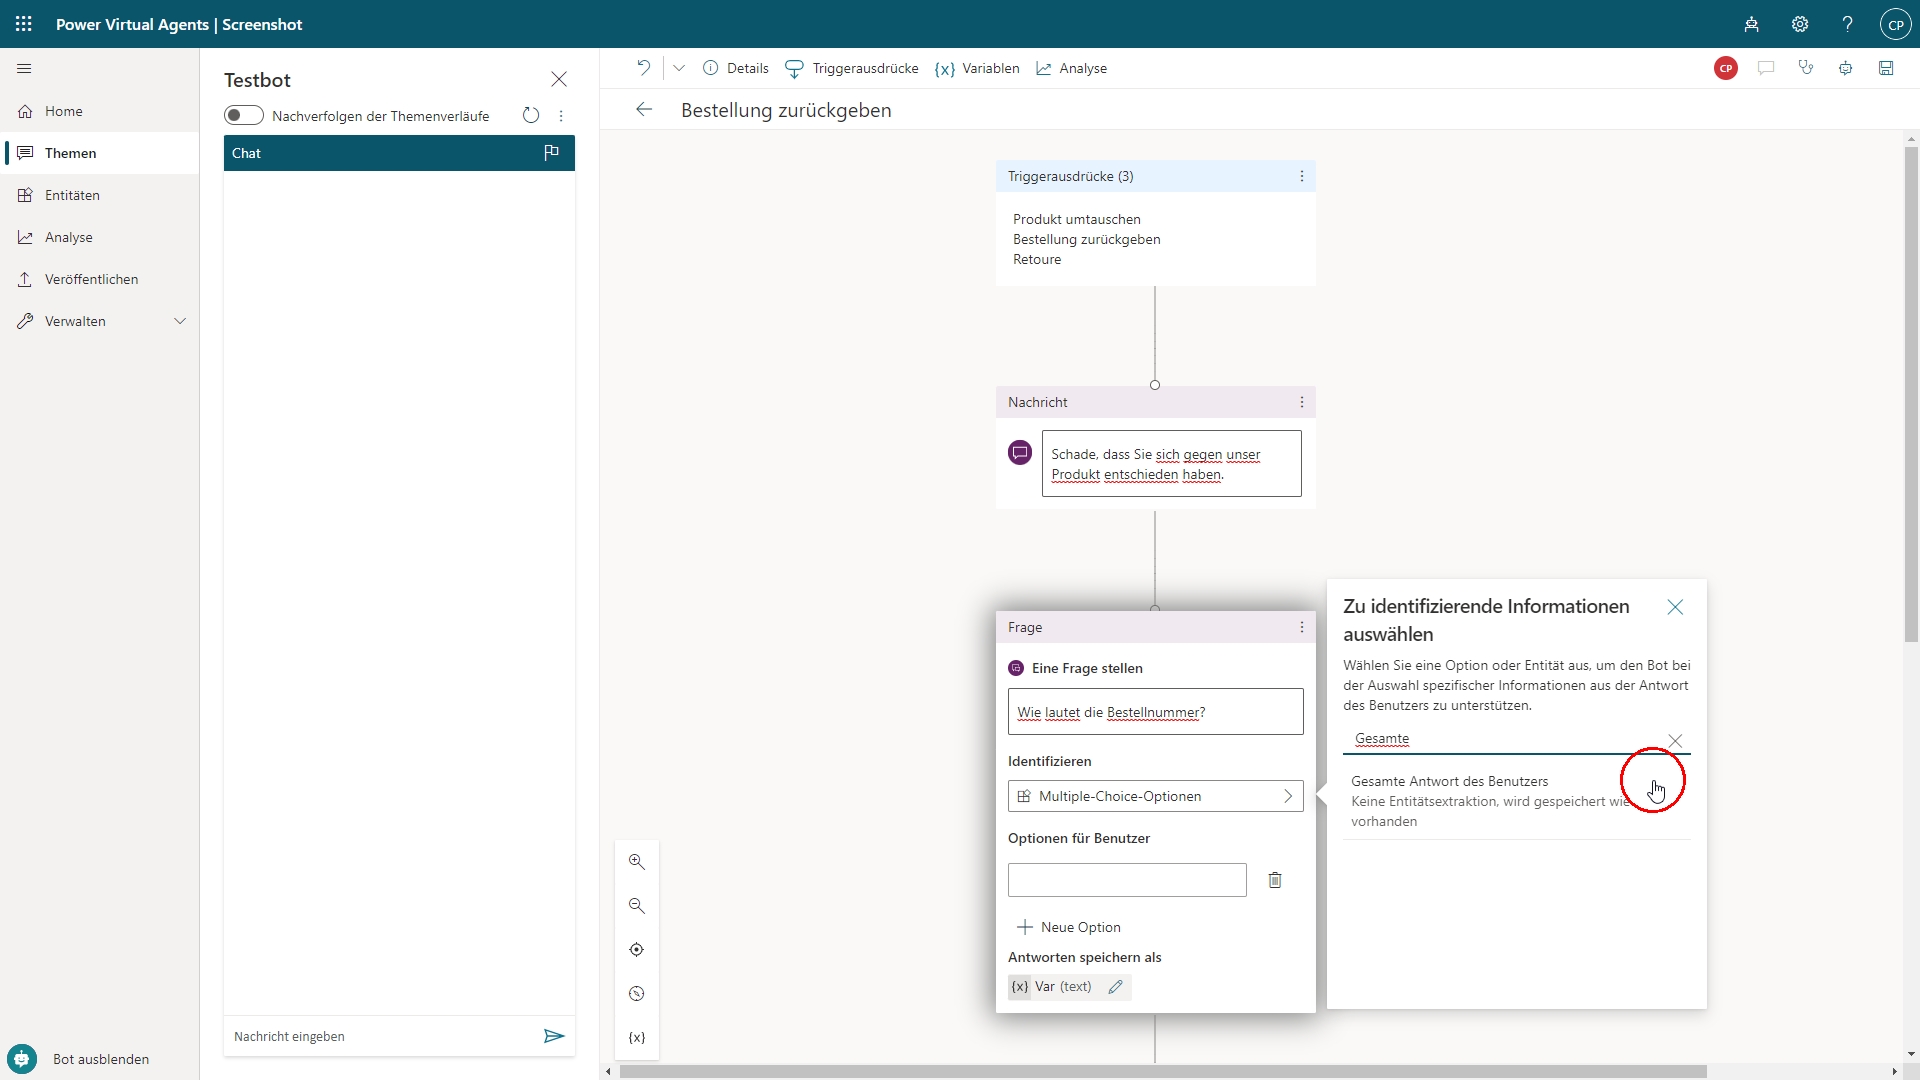 Power Virtual Agents | Screenshot
CP
Home
Themen
Entitäten
Analyse
Veröffentlichen
Verwalten
Bot ausblenden
Testbot
Nachverfolgen der Themenverläufe
Chat
Nachricht eingeben
Details
Triggerausdrücke
{x} Variablen
Analyse
CP
Bestellung zurückgeben
Triggerausdrücke (3)
Produkt umtauschen
Bestellung zurückgeben
Retoure
Nachricht
Schade, dass Sie sich gegen unser
Produkt entschieden haben.
Frage
Eine Frage stellen
Wie lautet die Bestellnummer?
Identifizieren
Multiple-Choice-Optionen
Optionen für Benutzer
Neue Option
Antworten speichern als
{x} Var (text)
{x}
Zu identifizierende Informationen
auswählen
Wählen Sie eine Option oder Entität aus, um den Bot bei
der Auswahl spezifischer Informationen aus der Antwort
des Benutzers zu unterstützen.
Gesamte
Gesamte Antwort des Benutzers
Keine Entitätsextraktion, wird gespeichert wie
vorhanden